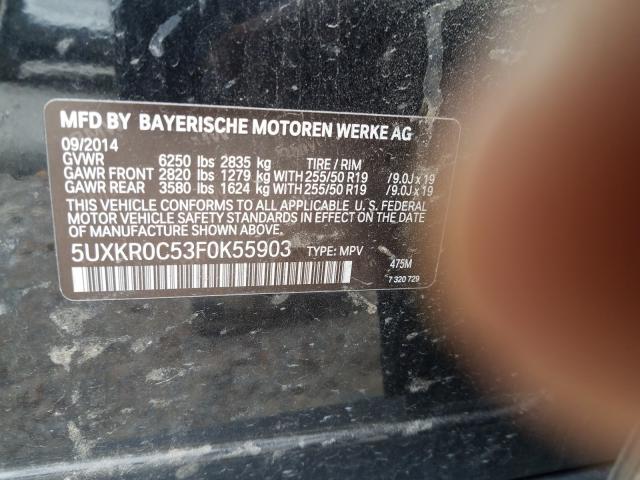 MFD BY BAYERISCHE MOTOREN WERKE AG
09/2014
GVWR 6250 lbs 2835 kg TIRE / RIM
GAWR FRONT 2820 lbs 1279 kg WITH 255/50 R19 /9.0J x 19
GAWR REAR 3580 lbs 1624 kg WITH 255/50 R19 /9.0J x 19
THIS VEHICLE CONFORMS TO ALL APPLICABLE U. S. FEDERAL
MOTOR VEHICLE SAFETY STANDARDS IN EFFECT ON THE DATE
OF MANUFACTURE SHOWN ABOVE.
5UXKR0C53F0K55903 TYPE: MPV
475M
7 320 729